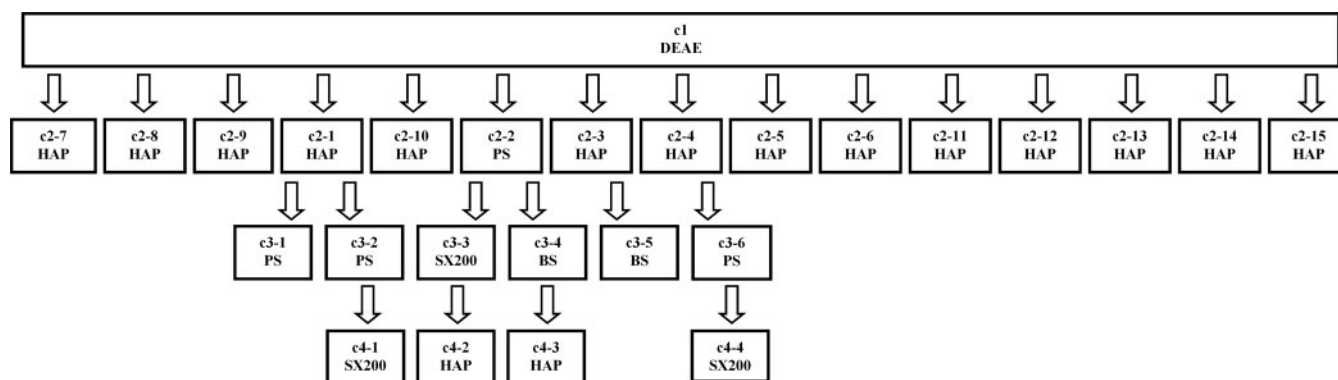 c1
DEAE
c2-7
HAP
c2-8
HAP
c2-9
HAP
c2-1
HAP
c2-10
HAP
c2-2
PS
c2-3
HAP
c2-4
HAP
c2-5
HAP
c2-6
HAP
c2-11
HAP
c2-12
HAP
c2-13
HAP
c2-14
HAP
c2-15
HAP
c3-1
PS
c3-2
PS
c3-3
SX200
c3-4
BS
c3-5
BS
c3-6
PS
c4-1
SX200
c4-2
HAP
c4-3
HAP
c4-4
SX200